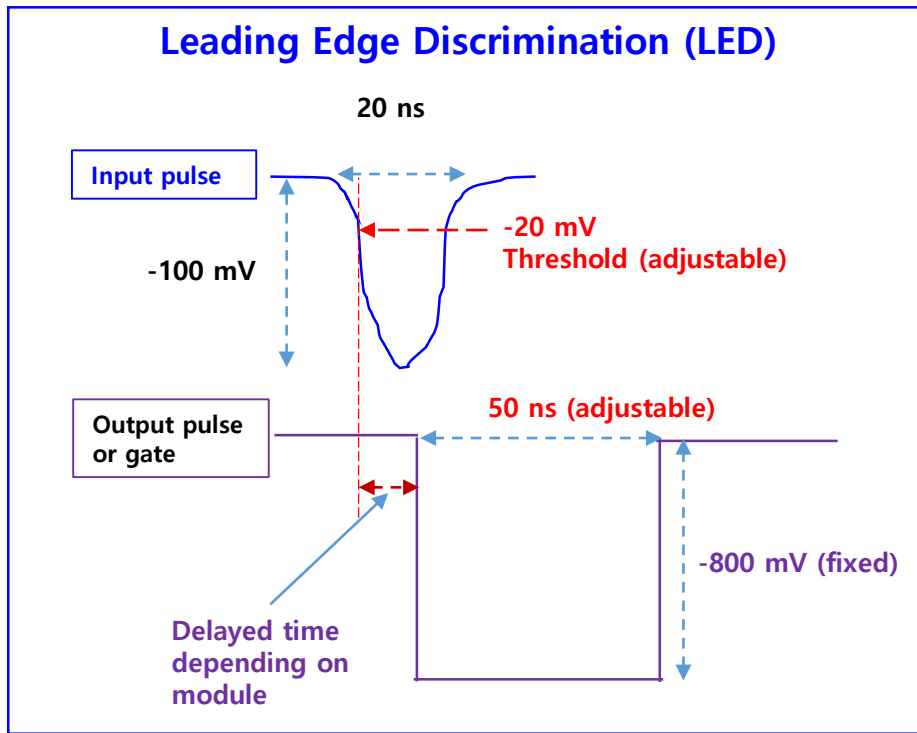 Leading Edge Discrimination (LED)
20 ns
Input pulse
-20 mV
Threshold (adjustable)
-100 mV
50 ns (adjustable)
Output pulse
or gate
-800 mV (fixed)
Delayed time
depending on
module